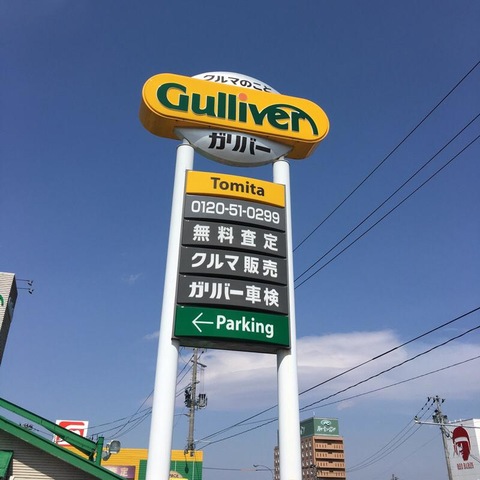 クルマのこと
Gulliver
ガリバー
Tomita
0120-51-0299
無料査定
クルマ販売
ガリバー車検
←Parking